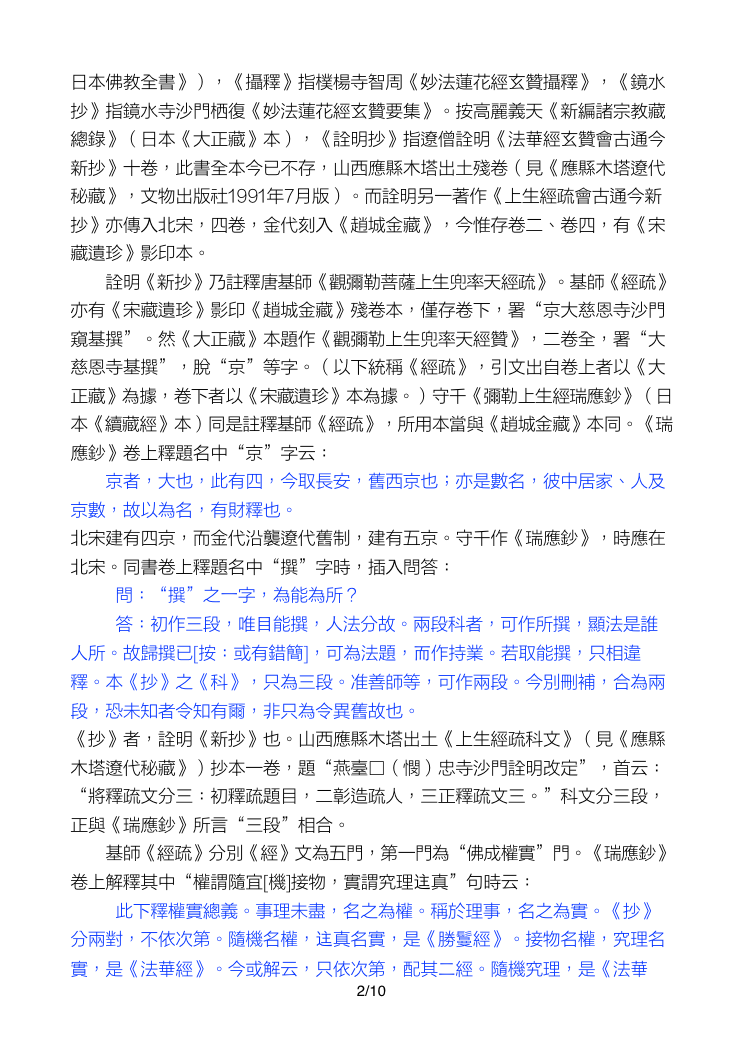 日本佛教全書》），《攝釋》指樸楊寺智周《妙法蓮花經玄贊攝釋》，《鏡水
抄》指鏡水寺沙門栖復《妙法蓮花經玄贊要集》。按高麗義天《新編諸宗教藏
總錄》（日本《大正藏》本），《詮明抄》指遼僧詮明《法華經玄贊會古通今
新抄》十卷，此書全本今已不存，山西應縣木塔出土殘卷（見《應縣木塔遼代
秘藏》，文物出版社1991年7月版）。而詮明另一著作《上生經疏會古通今新
抄》亦傳入北宋，四卷，金代刻入《趙城金藏》，今惟存卷二、卷四，有《宋
藏遺珍》影印本。
詮明《新抄》乃註釋唐基師《觀彌勒菩薩上生兜率天經疏》。基師《經疏》
亦有《宋藏遺珍》影印《趙城金藏》殘卷本，僅存卷下，署“京大慈恩寺沙門
窺基撰”。然《大正藏》本題作《觀彌勒上生兜率天經贊》，二卷全，署“大
慈恩寺基撰”，脫“京”等字。（以下統稱《經疏》，引文出自卷上者以《大
正藏》為據，卷下者以《宋藏遺珍》本為據。）守千《彌勒上生經瑞應鈔》（日
本《續藏經》本）同是註釋基師《經疏》，所用本當與《趙城金藏》本同。《瑞
應鈔》卷上釋題名中“京”字云：
京者，大也，此有四，今取長安，舊西京也；亦是數名，彼中居家、人及
京數，故以為名，有財釋也。
北宋建有四京，而金代沿襲遼代舊制，建有五京。守千作《瑞應鈔》，時應在
北宋。同書卷上釋題名中“撰”字時，插入問答：
問：“撰”之一字，為能為所？
答：初作三段，唯目能撰，人法分故。兩段科者，可作所撰，顯法是誰
人所。故歸撰已[按：或有錯簡]，可為法題，而作持業。若取能撰，只相違
釋。本《抄》之《科》，只為三段。准善師等，可作兩段。今別刪補，合為兩
段，恐未知者令知有爾，非只為令異舊故也。
《抄》者，詮明《新抄》也。山西應縣木塔出土《上生經疏科文》（見《應縣
木塔遼代秘藏》）抄本一卷，題“燕臺□（憫）忠寺沙門詮明改定”，首云：
“將釋疏文分三：初釋疏題目，二彰造疏人，三正釋疏文三。”科文分三段，
正與《瑞應鈔》所言“三段”相合。
基師《經疏》分別《經》文為五門，第一門為“佛成權實”門。《瑞應鈔》
卷上解釋其中“權謂隨宜[機]接物，實謂究理迬真”句時云：
此下釋權實總義。事理未盡，名之為權。稱於理事，名之為實。《抄》
分兩對，不依次第。隨機名權，迬真名實，是《勝鬘經》。接物名權，究理名
實，是《法華經》。今或解云，只依次第，配其二經。隨機究理，是《法華
2/10